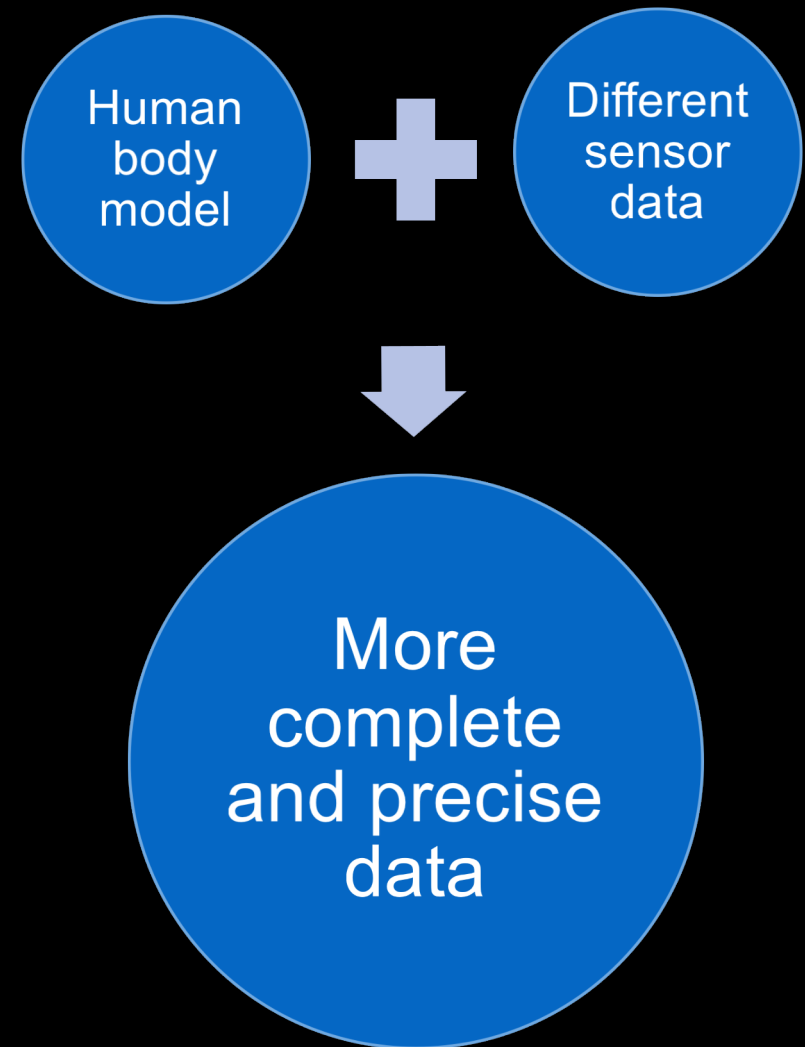 Human
body
model
Different
sensor
data
More
complete
and precise
data